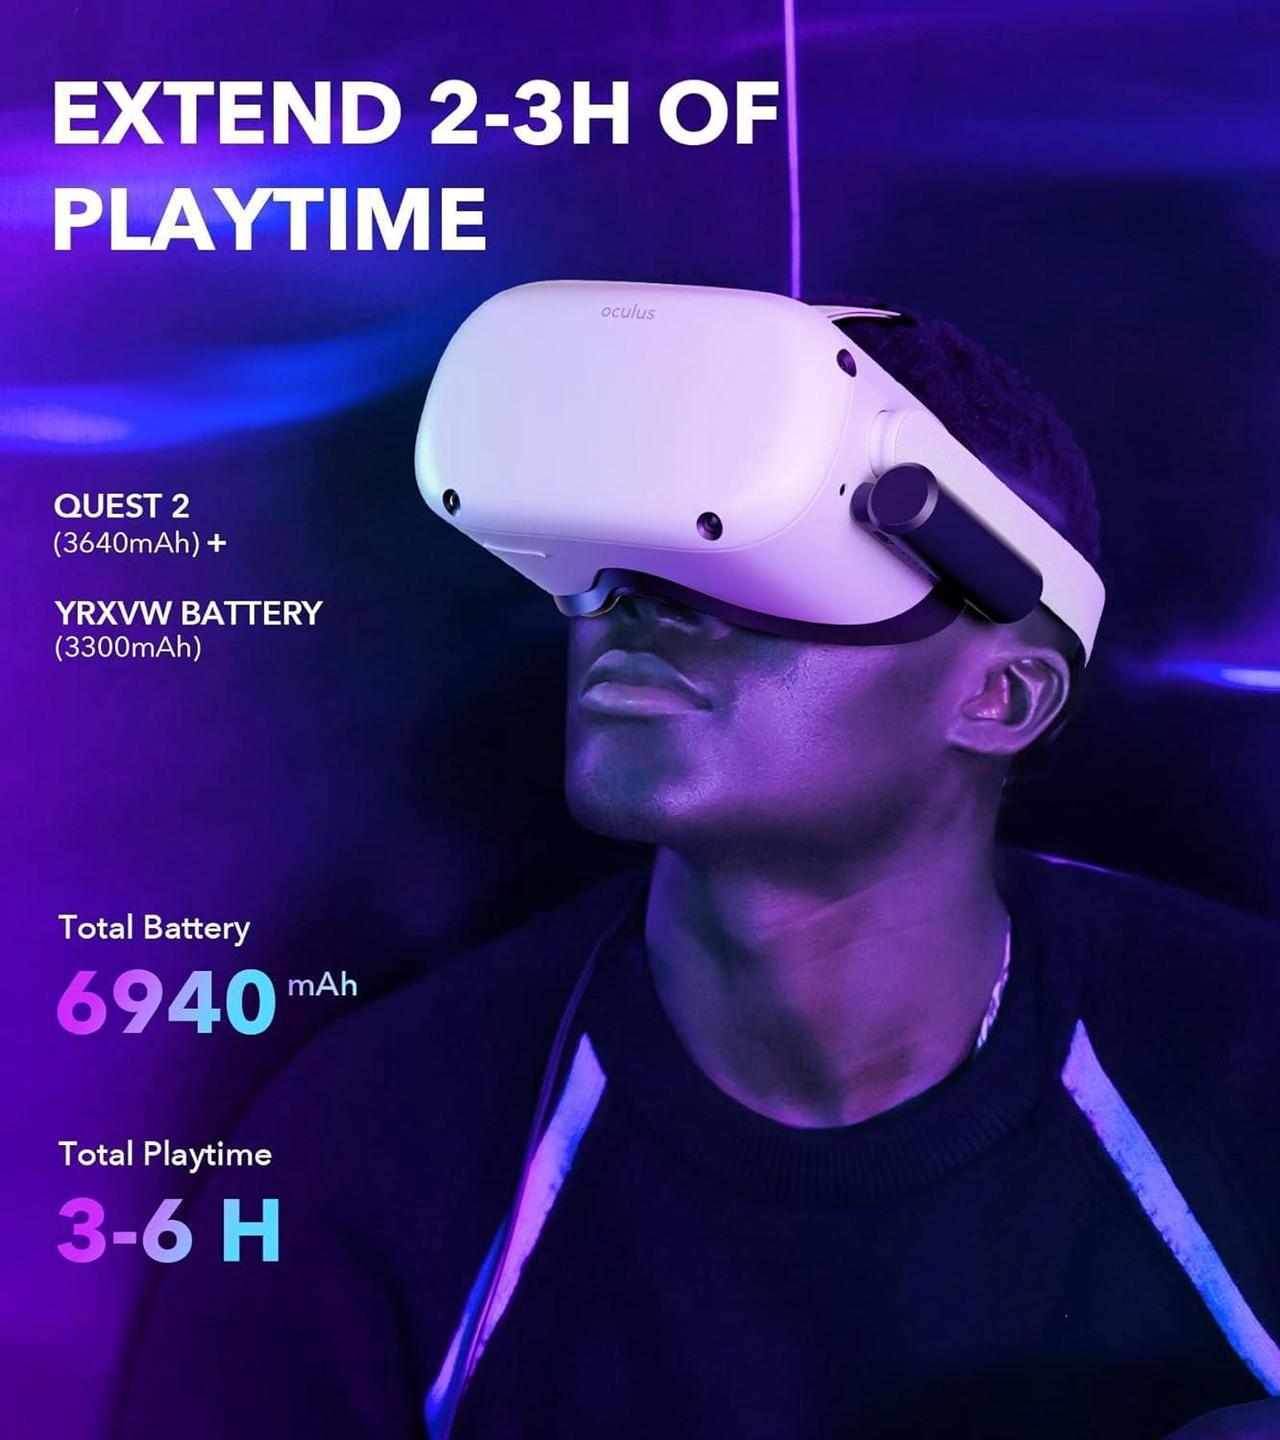 EXTEND 2-3H OF
PLAYTIME
oculus
QUEST 2
(3640mAh) +
YRXVW BATTERY
(3300mAh)
Total Battery
6940 mAh
Total Playtime
3-6 H